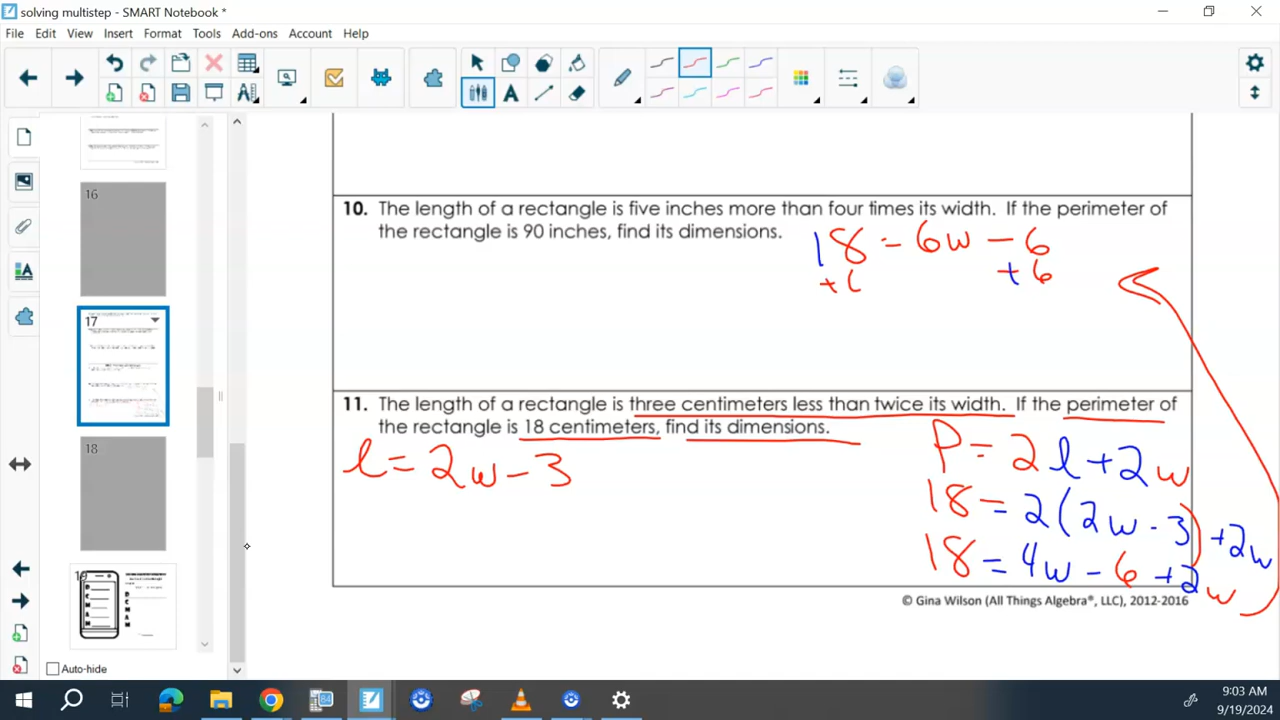 solving multistep - SMART Notebook *
File Edit View Insert Format Tools Add-ons Account Help
16
17
18
10. The length of a rectangle is five inches more than four times its width. If the perimeter of
the rectangle is 90 inches, find its dimensions.
18 = 6w - 6
+6
11. The length of a rectangle is three centimeters less than twice its width. If the perimeter of
the rectangle is 18 centimeters, find its dimensions.
l = 2w - 3
P = 2l + 2w
18 = 2(2w - 3) + 2w
18 = 4w - 6 + 2w
© Gina Wilson (All Things Algebra®, LLC), 2012-2016
Auto-hide
9:03 AM
9/19/2024